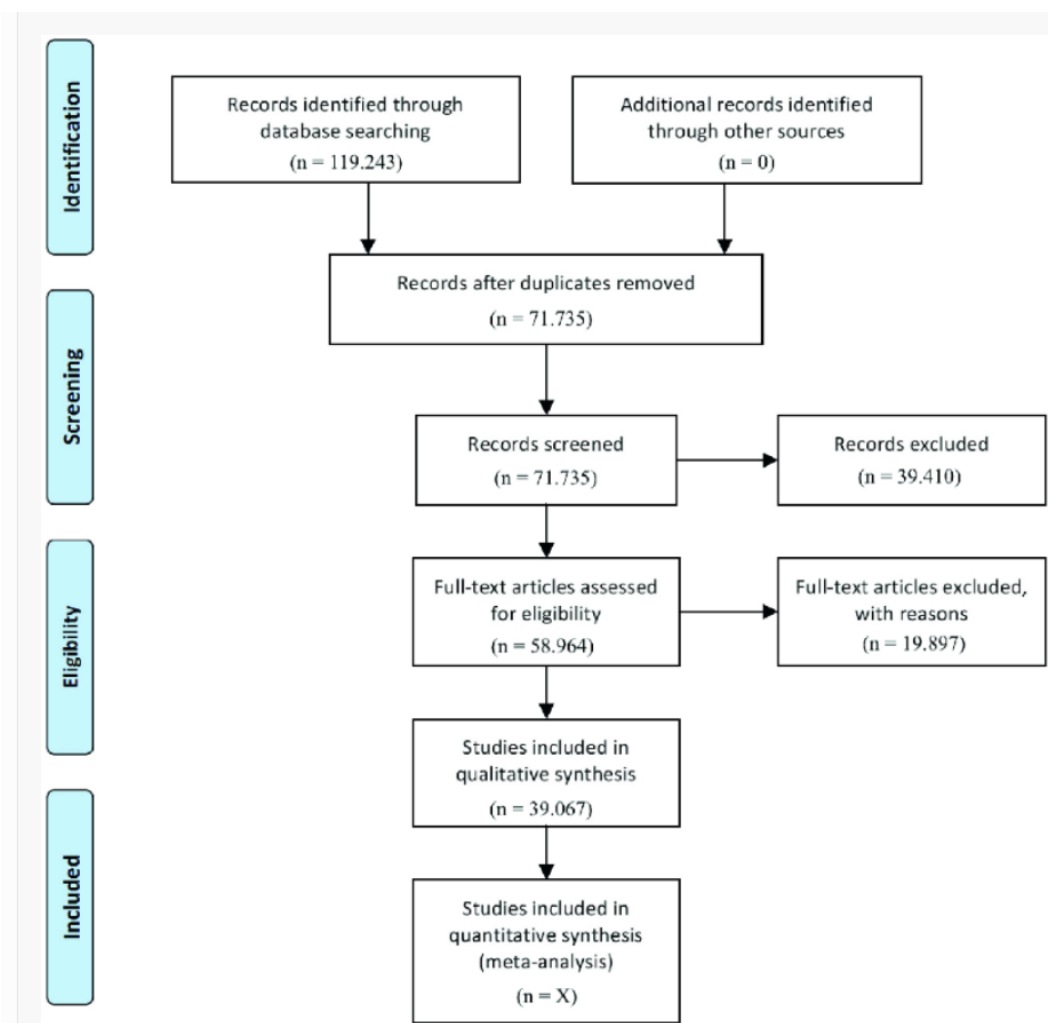 Identification
Records identified through
database searching
(n = 119.243)
Additional records identified
through other sources
(n = 0)
Records after duplicates removed
(n = 71.735)
Screening
Records screened
(n = 71.735)
Records excluded
(n = 39.410)
Eligibility
Full-text articles assessed
for eligibility
(n = 58.964)
Full-text articles excluded,
with reasons
(n = 19.897)
Studies included in
qualitative synthesis
(n = 39.067)
Included
Studies included in
quantitative synthesis
(meta-analysis)
(n = X)